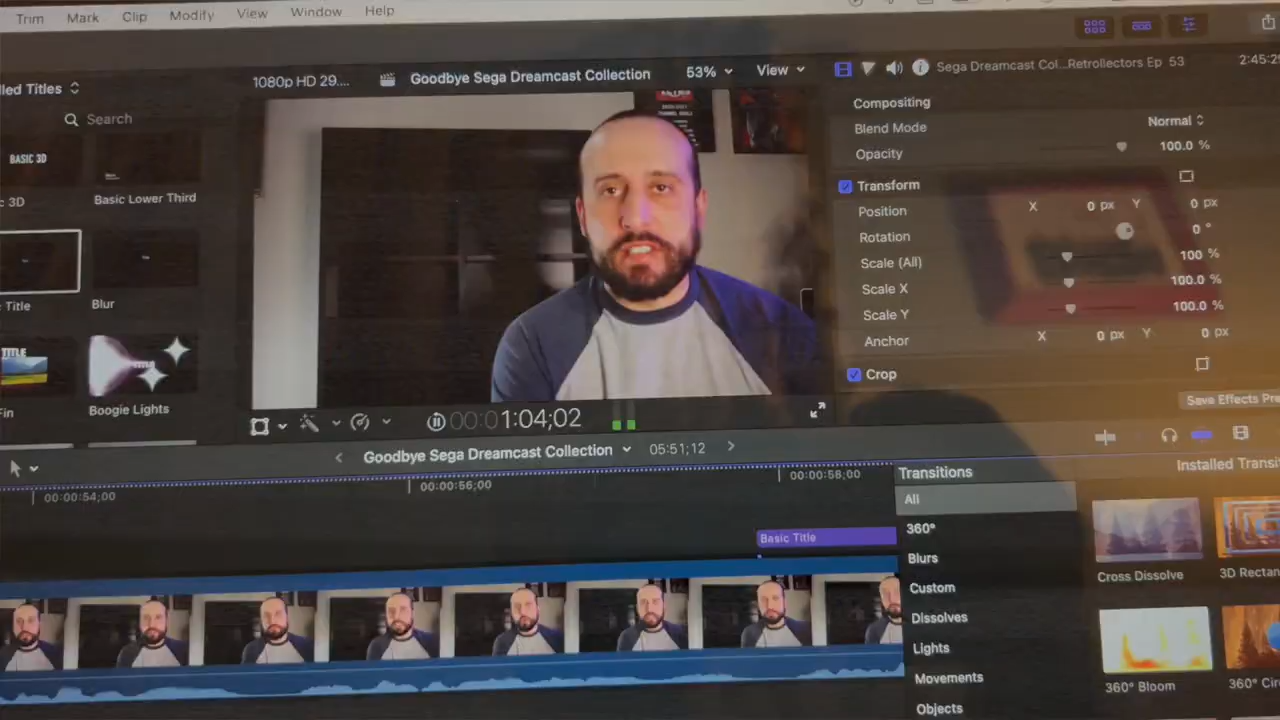 Trim Mark Clip Modify View Window Help
lled Titles
1080p HD 29....
Goodbye Sega Dreamcast Collection
53%
View
Sega Dreamcast Col...Retrollectors Ep 53
2:45:29
Search
BASIC 3D
c 3D
Basic Lower Third
Title
Blur
TITLE
Fin
Boogie Lights
Compositing
Blend Mode Normal
Opacity 100.0 %
Transform
Position X 0 px Y 0 px
Rotation 0 °
Scale (All) 100 %
Scale X 100.0 %
Scale Y 100.0 %
Anchor X 0 px Y 0 px
Crop
Save Effects Pre
00:00:01:04:02
Goodbye Sega Dreamcast Collection
05:51;12
00:00:54;00
00:00:56;00
00:00:58;00
Basic Title
Transitions
Installed Transi
All
360°
Blurs
Custom
Dissolves
Lights
Movements
Objects
Cross Dissolve
3D Rectan
360° Bloom
360° Circ